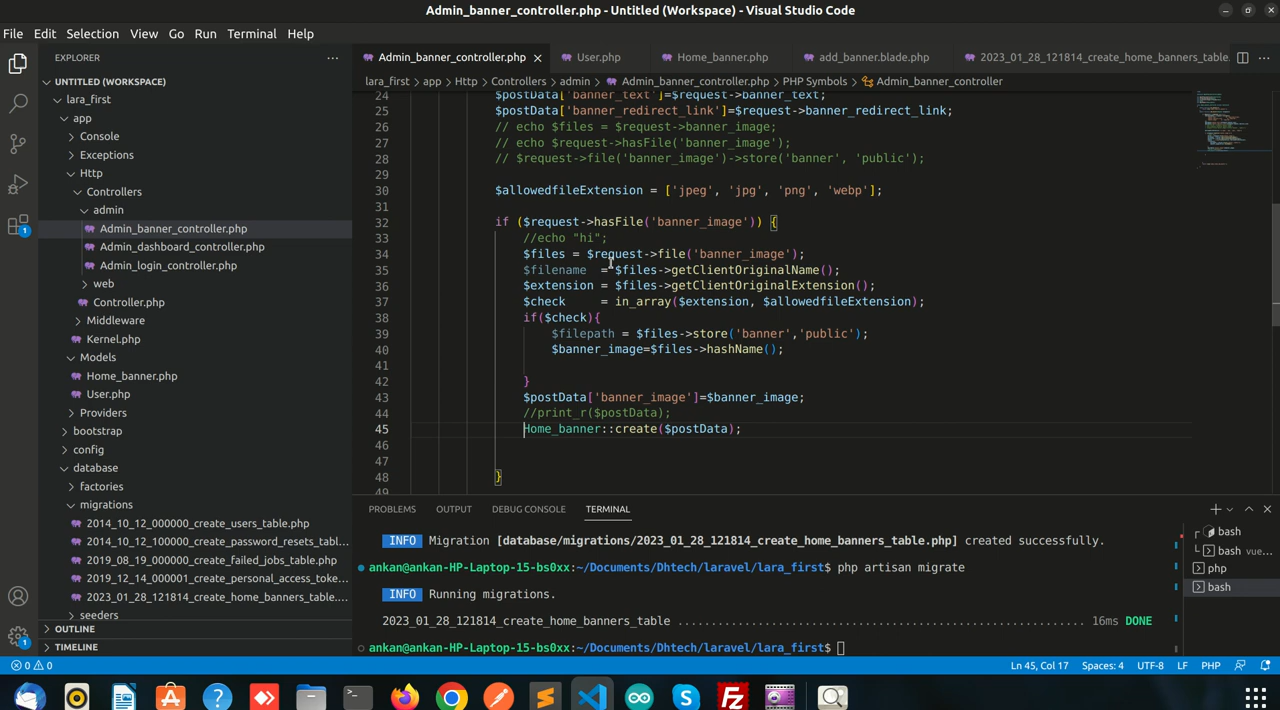 Admin_banner_controller.php - Untitled (Workspace) - Visual Studio Code
File Edit Selection View Go Run Terminal Help
EXPLORER
UNTITLED (WORKSPACE)
lara_first
app
Console
Exceptions
Http
Controllers
admin
Admin_banner_controller.php
Admin_dashboard_controller.php
Admin_login_controller.php
web
Controller.php
Middleware
Kernel.php
Models
Home_banner.php
User.php
Providers
bootstrap
config
database
factories
migrations
2014_10_12_000000_create_users_table.php
2014_10_12_100000_create_password_resets_tabl...
2019_08_19_000000_create_failed_jobs_table.php
2019_12_14_000001_create_personal_access_toke...
2023_01_28_121814_create_home_banners_table....
seeders
OUTLINE
TIMELINE
Admin_banner_controller.php User.php Home_banner.php add_banner.blade.php 2023_01_28_121814_create_home_banners_table.
lara_first > app > Http > Controllers > admin > Admin_banner_controller.php > PHP Symbols > Admin_banner_controller
24 $postData['banner_text']=$request->banner_text;
25 $postData['banner_redirect_link']=$request->banner_redirect_link;
26 // echo $files = $request->banner_image;
27 // echo $request->hasFile('banner_image');
28 // $request->file('banner_image')->store('banner', 'public');
29
30 $allowedfileExtension = ['jpeg', 'jpg', 'png', 'webp'];
31
32 if ($request->hasFile('banner_image')) {
33 //echo "hi";
34 $files = $request->file('banner_image');
35 $filename = $files->getClientOriginalName();
36 $extension = $files->getClientOriginalExtension();
37 $check = in_array($extension, $allowedfileExtension);
38 if($check){
39 $filepath = $files->store('banner','public');
40 $banner_image=$files->hashName();
41
42 }
43 $postData['banner_image']=$banner_image;
44 //print_r($postData);
45 Home_banner::create($postData);
46
47
48 }
49
PROBLEMS OUTPUT DEBUG CONSOLE TERMINAL
INFO Migration [database/migrations/2023_01_28_121814_create_home_banners_table.php] created successfully.
ankan@ankan-HP-Laptop-15-bs0xx:~/Documents/Dhtech/laravel/lara_first$ php artisan migrate
INFO Running migrations.
2023_01_28_121814_create_home_banners_table ........................................................ 16ms DONE
ankan@ankan-HP-Laptop-15-bs0xx:~/Documents/Dhtech/laravel/lara_first$
bash
bash vue...
php
bash
0 0
Ln 45, Col 17 Spaces: 4 UTF-8 LF PHP